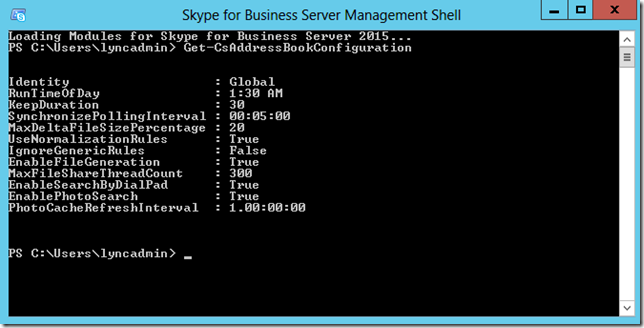 Skype for Business Server Management Shell
Loading Modules for Skype for Business Server 2015...
PS C:\Users\lyncadmin> Get-CsAddressBookConfiguration
Identity : Global
RunTimeOfDay : 1:30 AM
KeepDuration : 30
SynchronizePollingInterval : 00:05:00
MaxDeltaFileSizePercentage : 20
UseNormalizationRules : True
IgnoreGenericRules : False
EnableFileGeneration : True
MaxFileShareThreadCount : 300
EnableSearchByDialPad : True
EnablePhotoSearch : True
PhotoCacheRefreshInterval : 1.00:00:00
PS C:\Users\lyncadmin> _